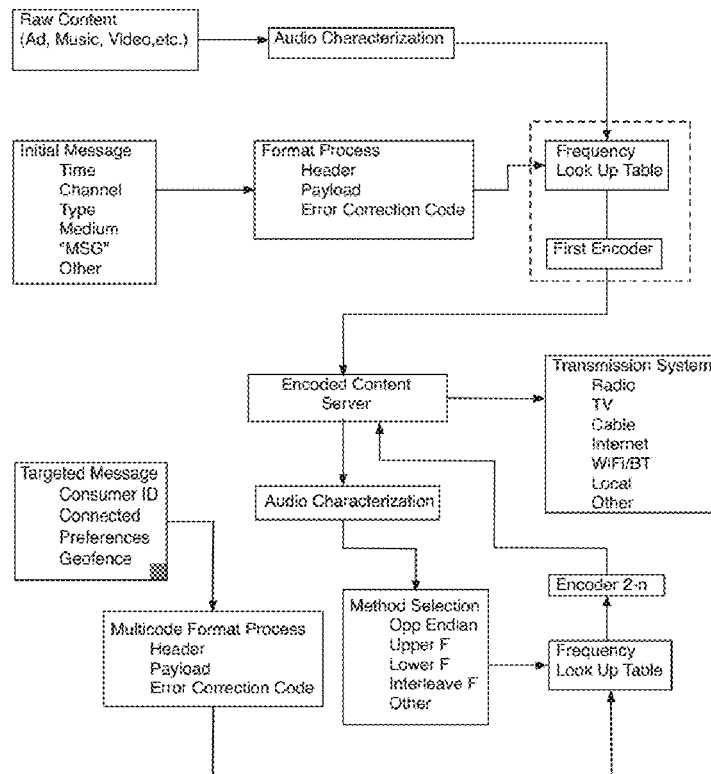 Raw Content
(Ad, Music, Video,etc.)
Audio Characterization
Initial Message
Time
Channel
Type
Medium
"MSG"
Other
Format Process
Header
Payload
Error Correction Code
Frequency
Look Up Table
First Encoder
Encoded Content
Server
Transmission System
Radio
TV
Cable
Internet
WiFi/BT
Local
Other
Targeted Message
Consumer ID
Connected
Preferences
Geofence
Audio Characterization
Multicode Format Process
Header
Payload
Error Correction Code
Method Selection
Opp Endian
Upper F
Lower F
Interleave F
Other
Encoder 2-n
Frequency
Look Up Table